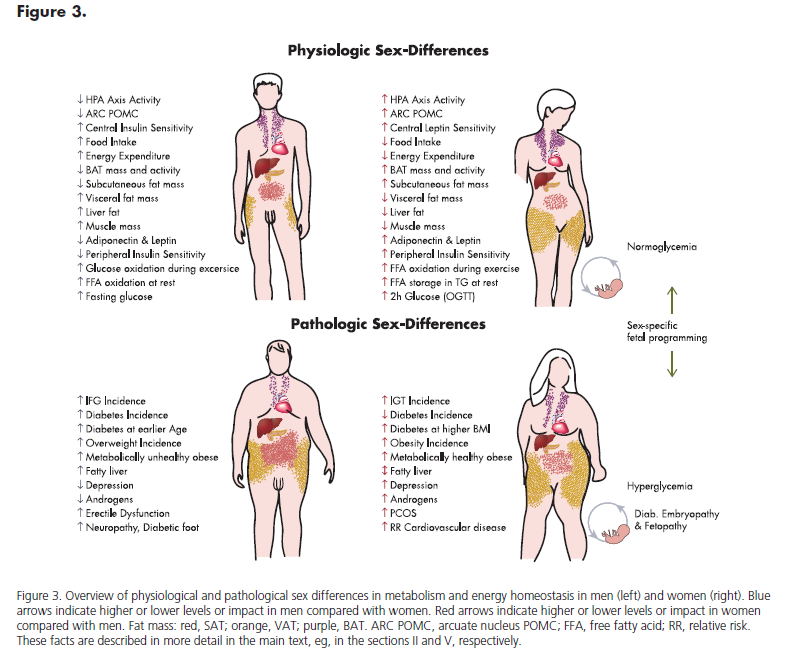 Figure 3.
Physiologic Sex-Differences
↓ HPA Axis Activity
↓ ARC POMC
↑ Central Insulin Sensitivity
↑ Food Intake
↑ Energy Expenditure
↓ BAT mass and activity
↓ Subcutaneous fat mass
↑ Visceral fat mass
↑ Liver fat
↑ Muscle mass
↓ Adiponectin & Leptin
↓ Peripheral Insulin Sensitivity
↑ Glucose oxidation during excersice
↑ FFA oxidation at rest
↑ Fasting glucose
↑ HPA Axis Activity
↑ ARC POMC
↑ Central Leptin Sensitivity
↓ Food Intake
↓ Energy Expenditure
↑ BAT mass and activity
↑ Subcutaneous fat mass
↓ Visceral fat mass
↓ Liver fat
↓ Muscle mass
↑ Adiponectin & Leptin
↑ Peripheral Insulin Sensitivity
↑ FFA oxidation during exercise
↑ FFA storage in TG at rest
↑ 2h Glucose (OGTT)
Normoglycemia
Sex-specific
fetal programming
Pathologic Sex-Differences
↑ IFG Incidence
↑ Diabetes Incidence
↑ Diabetes at earlier Age
↑ Overweight Incidence
↑ Metabolically unhealthy obese
↑ Fatty liver
↓ Depression
↓ Androgens
↑ Erectile Dysfunction
↑ Neuropathy, Diabetic foot
↑ IGT Incidence
↓ Diabetes Incidence
↑ Diabetes at higher BMI
↑ Obesity Incidence
↑ Metabolically healthy obese
↕ Fatty liver
↑ Depression
↑ Androgens
↑ PCOS
↑ RR Cardiovascular disease
Hyperglycemia
Diab. Embryopathy
& Fetopathy
Figure 3. Overview of physiological and pathological sex differences in metabolism and energy homeostasis in men (left) and women (right). Blue
arrows indicate higher or lower levels or impact in men compared with women. Red arrows indicate higher or lower levels or impact in women
compared with men. Fat mass: red, SAT; orange, VAT; purple, BAT. ARC POMC, arcuate nucleus POMC; FFA, free fatty acid; RR, relative risk.
These facts are described in more detail in the main text, eg, in the sections II and V, respectively.